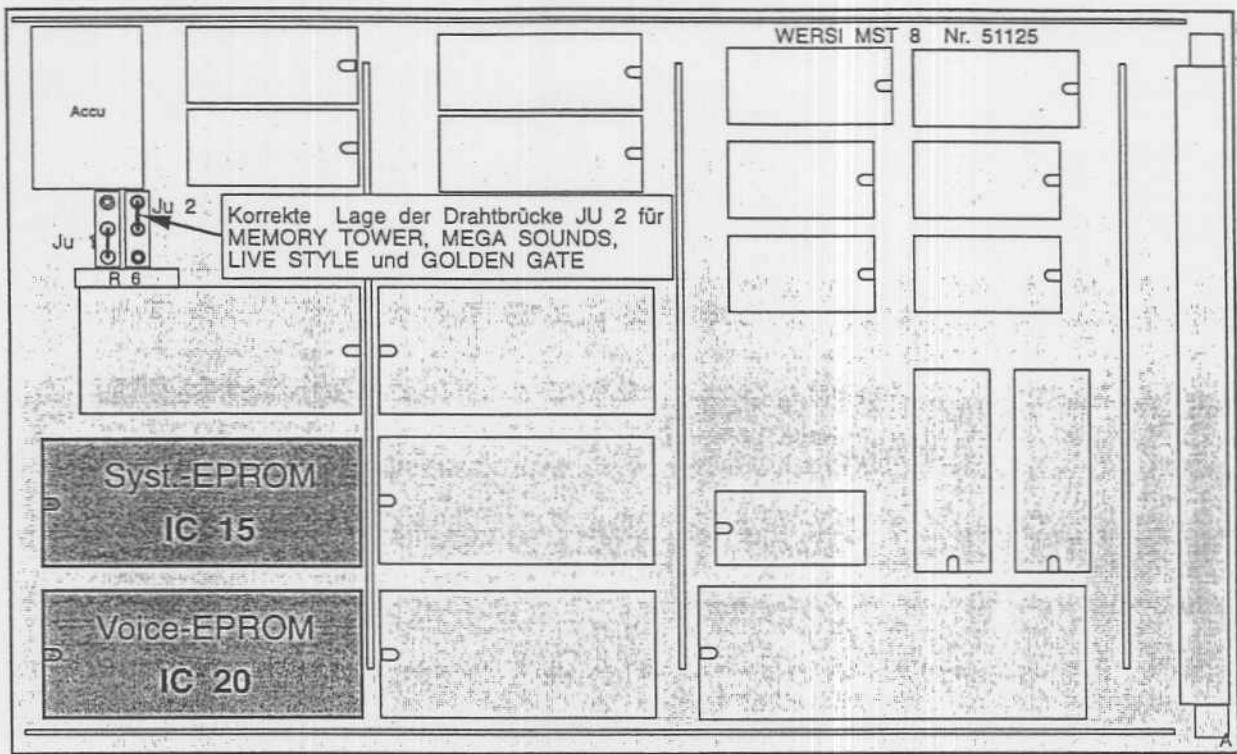 WERSI MST 8 Nr. 51125
Accu
Ju 2
Ju 1
R 6
Korrekte Lage der Drahtbrücke JU 2 für
MEMORY TOWER, MEGA SOUNDS,
LIVE STYLE und GOLDEN GATE
Syst.-EPROM
IC 15
Voice-EPROM
IC 20
A